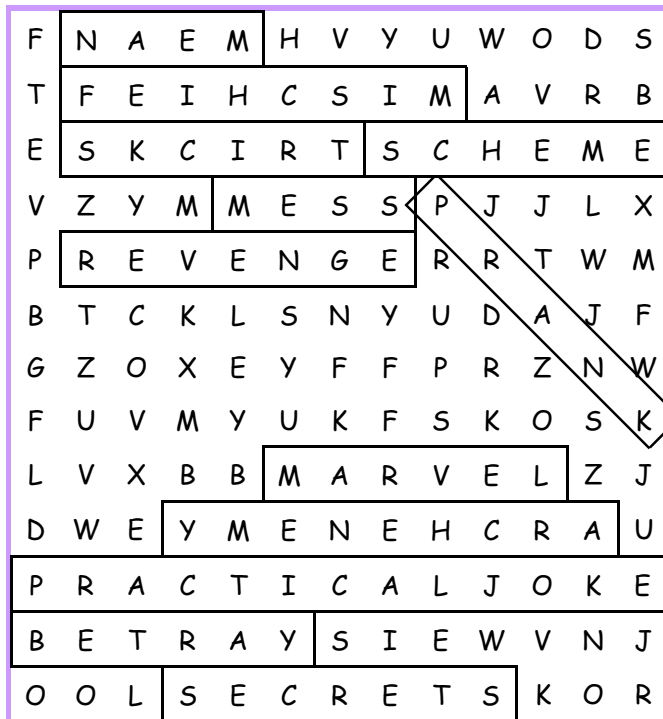 F N A E M H V Y U W O D S
T F E I H C S I M A V R B
E S K C I R T S C H E M E
V Z Y M M E S S P J J L X
P R E V E N G E R R T W M
B T C K L S N Y U D A J F
G Z O X E Y F F P R Z N W
F U V M Y U K F S K O S K
L V X B B M A R V E L Z J
D W E Y M E N E H C R A U
P R A C T I C A L J O K E
B E T R A Y S I E W V N J
O O L S E C R E T S K O R